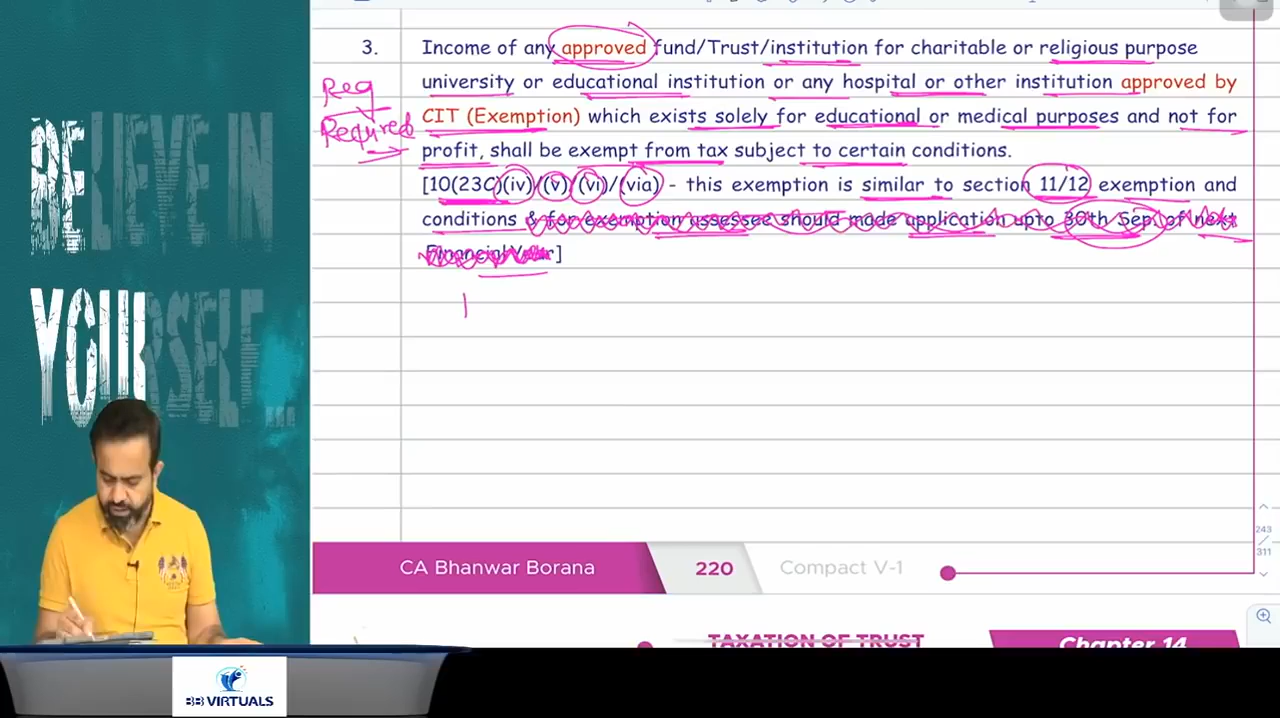 BELIEVE IN
YOURSELF...
3. Income of any approved fund/Trust/institution for charitable or religious purpose
university or educational institution or any hospital or other institution approved by
CIT (Exemption) which exists solely for educational or medical purposes and not for
profit, shall be exempt from tax subject to certain conditions.
[10(23C)(iv)/(v)/(vi)/(via) - this exemption is similar to section 11/12 exemption and
conditions & for exemption assessee should made application upto 30th Sep. of next
Financial Year]
Reg
Required
CA Bhanwar Borana 220 Compact V-1
243
/
311
TAXATION OF TRUST Chapter 14
BB VIRTUALS